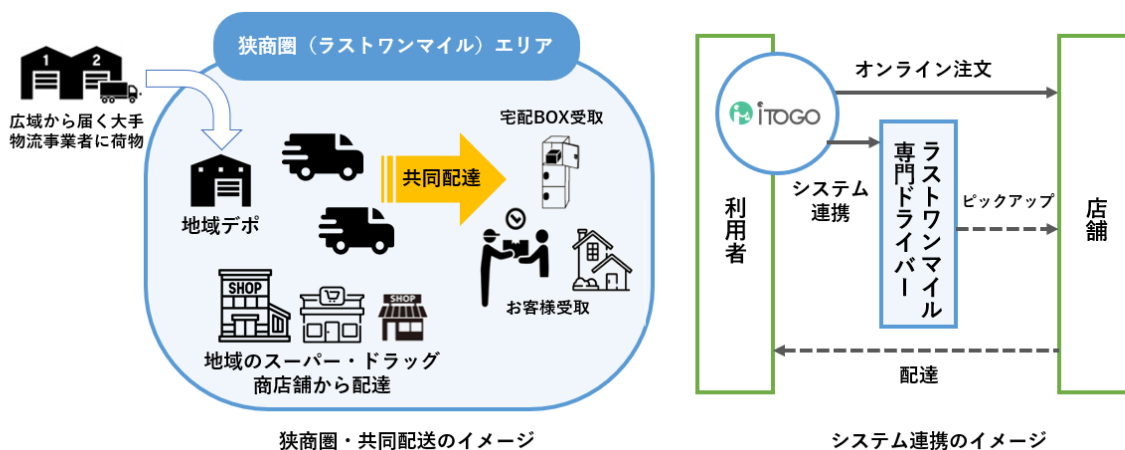 狭商圏（ラストワンマイル）エリア
1 2
広域から届く大手
物流事業者に荷物
地域デポ
共同配達
宅配BOX受取
お客様受取
SHOP
SHOP
地域のスーパー・ドラッグ
商店舗から配達
狭商圏・共同配送のイメージ
利用者
iTOGO
オンライン注文
システム
連携
ラストワンマイル
専門ドライバー
ピックアップ
店舗
配達
システム連携のイメージ